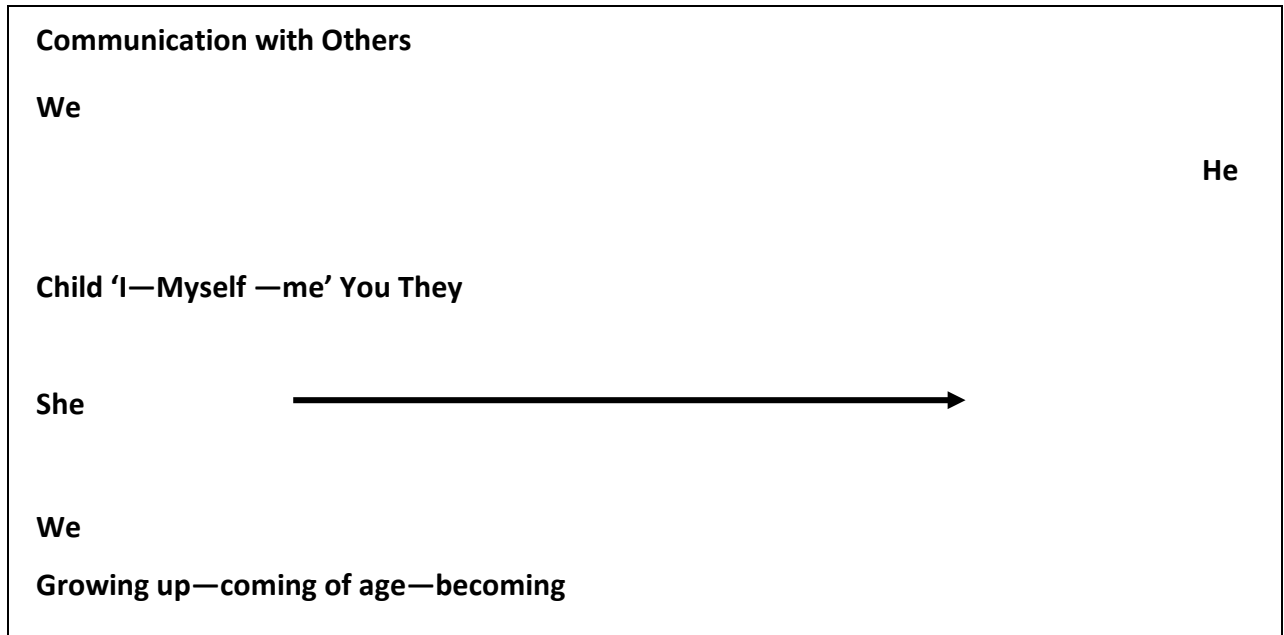 Communication with Others
We
He
Child ‘I—Myself —me’ You They
She
We
Growing up—coming of age—becoming